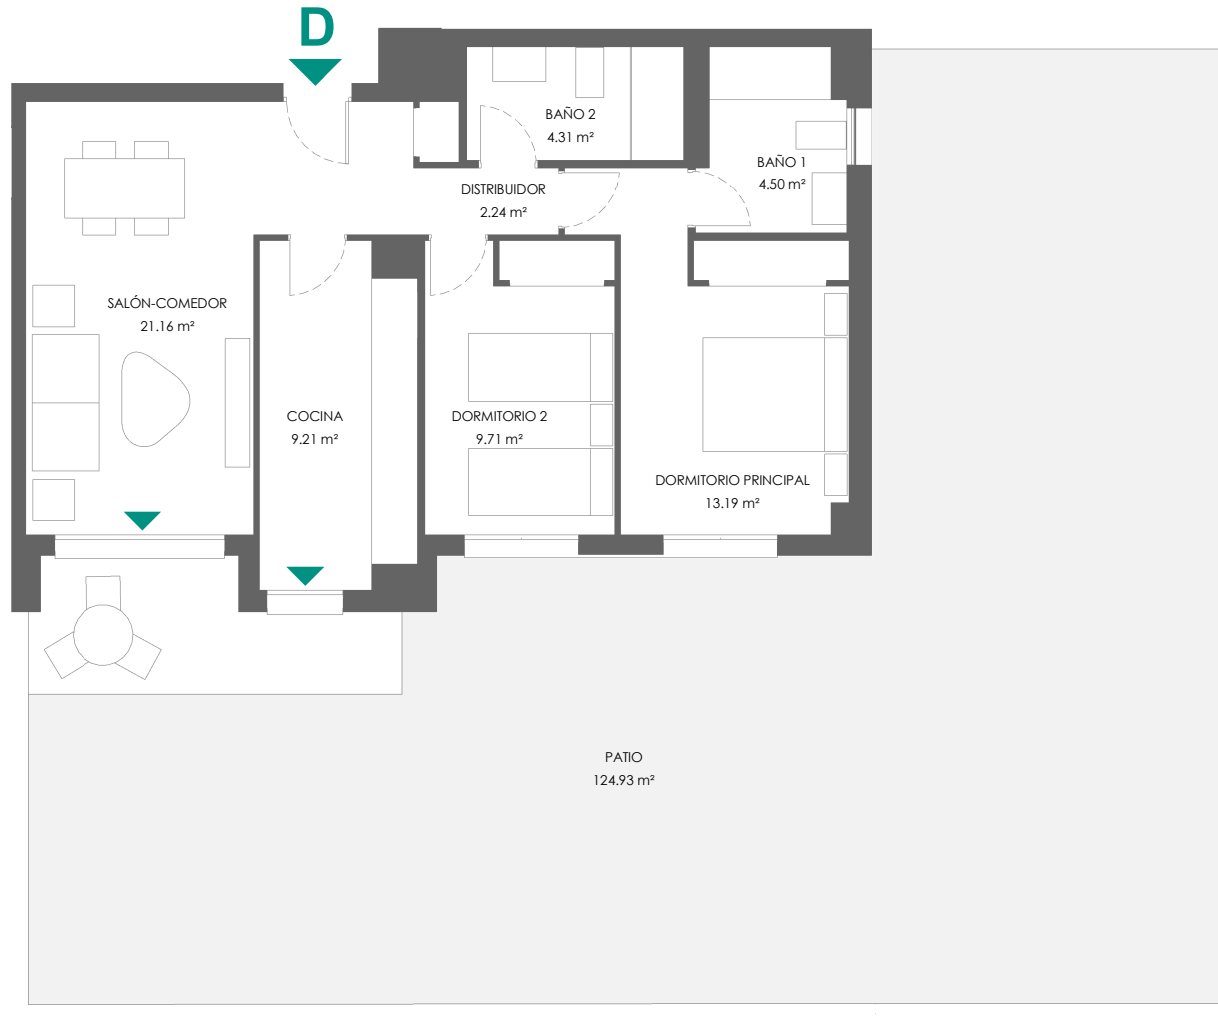 D
BAÑO 2
4.31 m²
BAÑO 1
4.50 m²
DISTRIBUIDOR
2.24 m²
SALÓN-COMEDOR
21.16 m²
COCINA
9.21 m²
DORMITORIO 2
9.71 m²
DORMITORIO PRINCIPAL
13.19 m²
PATIO
124.93 m²